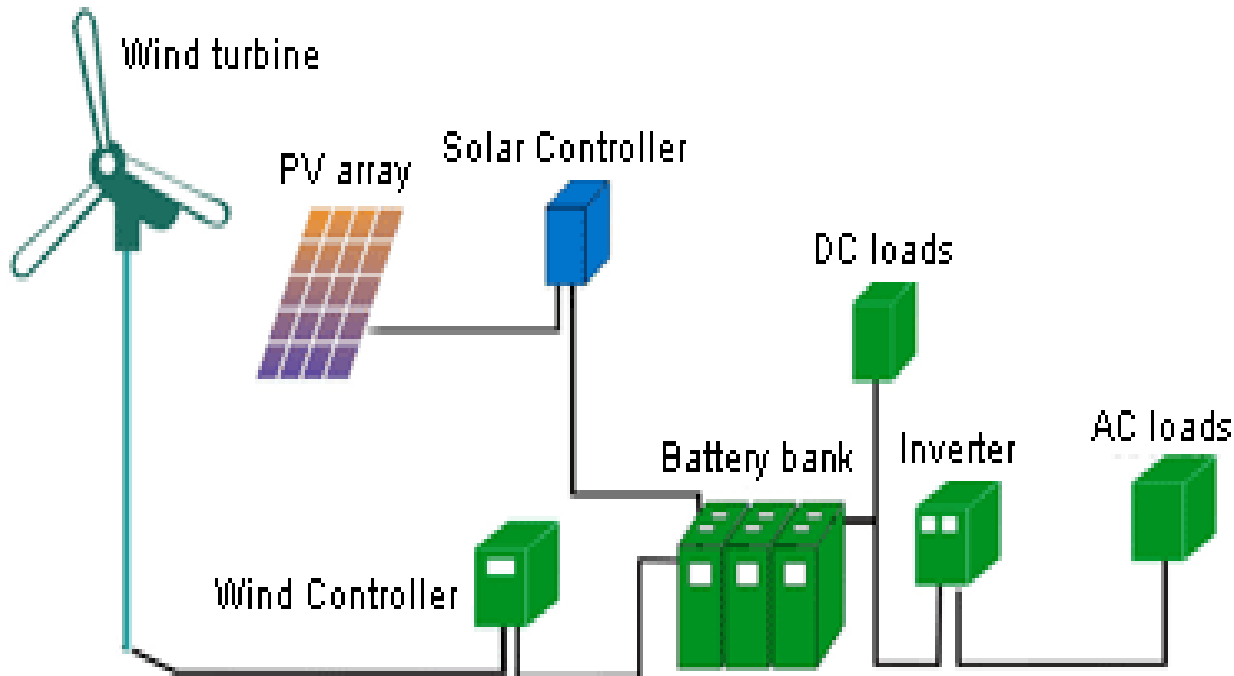 Wind turbine
Solar Controller
PV array
DC loads
AC loads
Inverter
Battery bank
Wind Controller